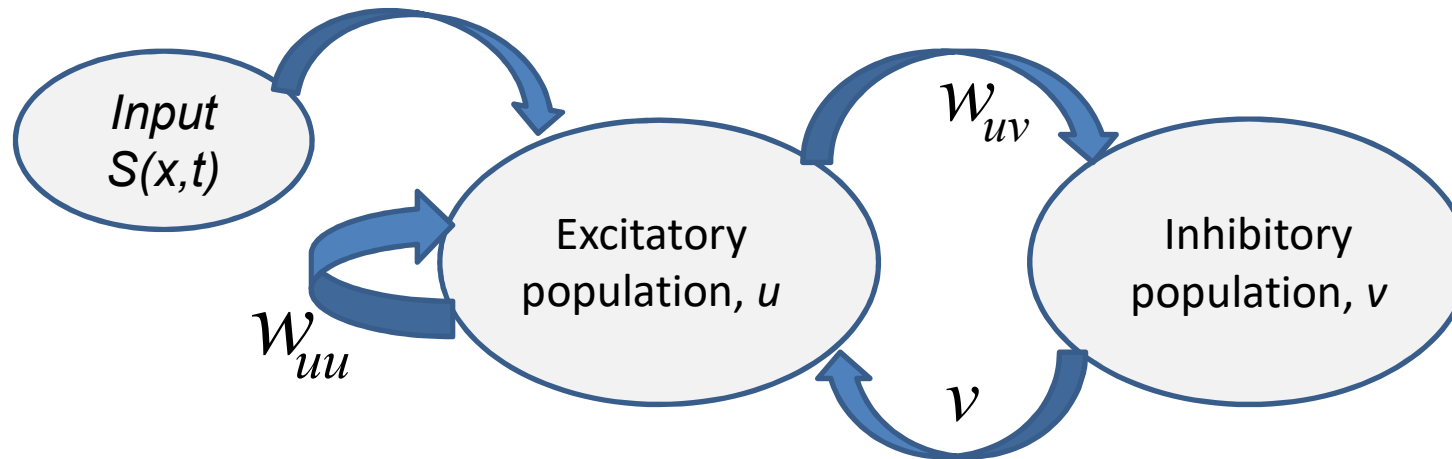 Input
S(x,t)
w_uv
Excitatory
population, u
Inhibitory
population, v
w_uu
v